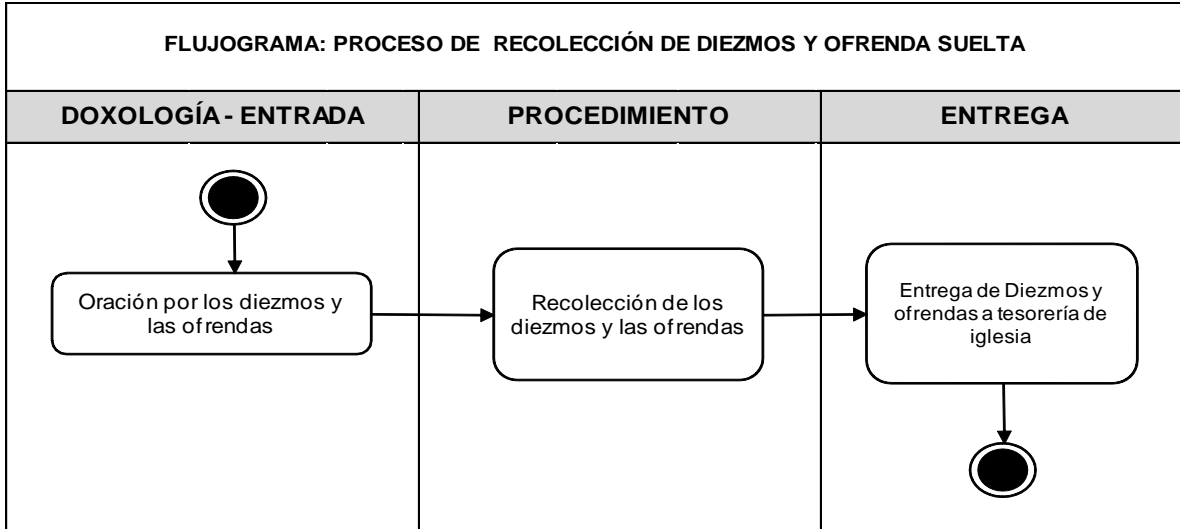 FLUJOGRAMA: PROCESO DE RECOLECCIÓN DE DIEZMOS Y OFRENDA SUELTA
DOXOLOGÍA - ENTRADA
PROCEDIMIENTO
ENTREGA
Oración por los diezmos y
las ofrendas
Recolección de los
diezmos y las ofrendas
Entrega de Diezmos y
ofrendas a tesorería de
iglesia